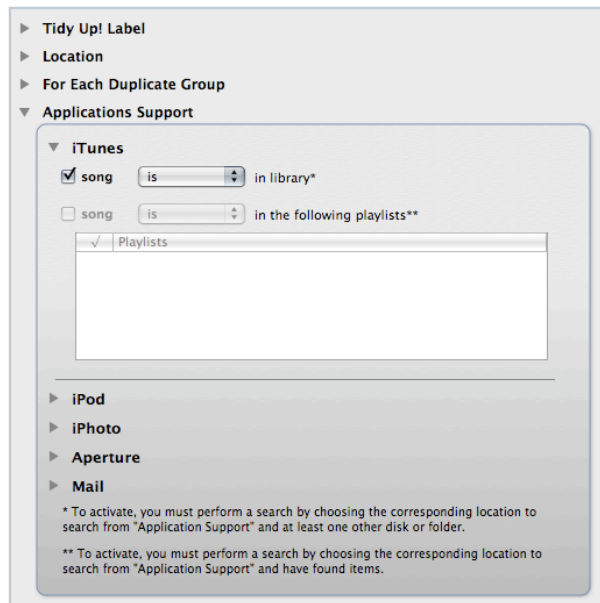 Tidy Up! Label
Location
For Each Duplicate Group
Applications Support
iTunes
song is in library*
song is in the following playlists**
√ Playlists
iPod
iPhoto
Aperture
Mail
* To activate, you must perform a search by choosing the corresponding location to
search from "Application Support" and at least one other disk or folder.
** To activate, you must perform a search by choosing the corresponding location to
search from "Application Support" and have found items.